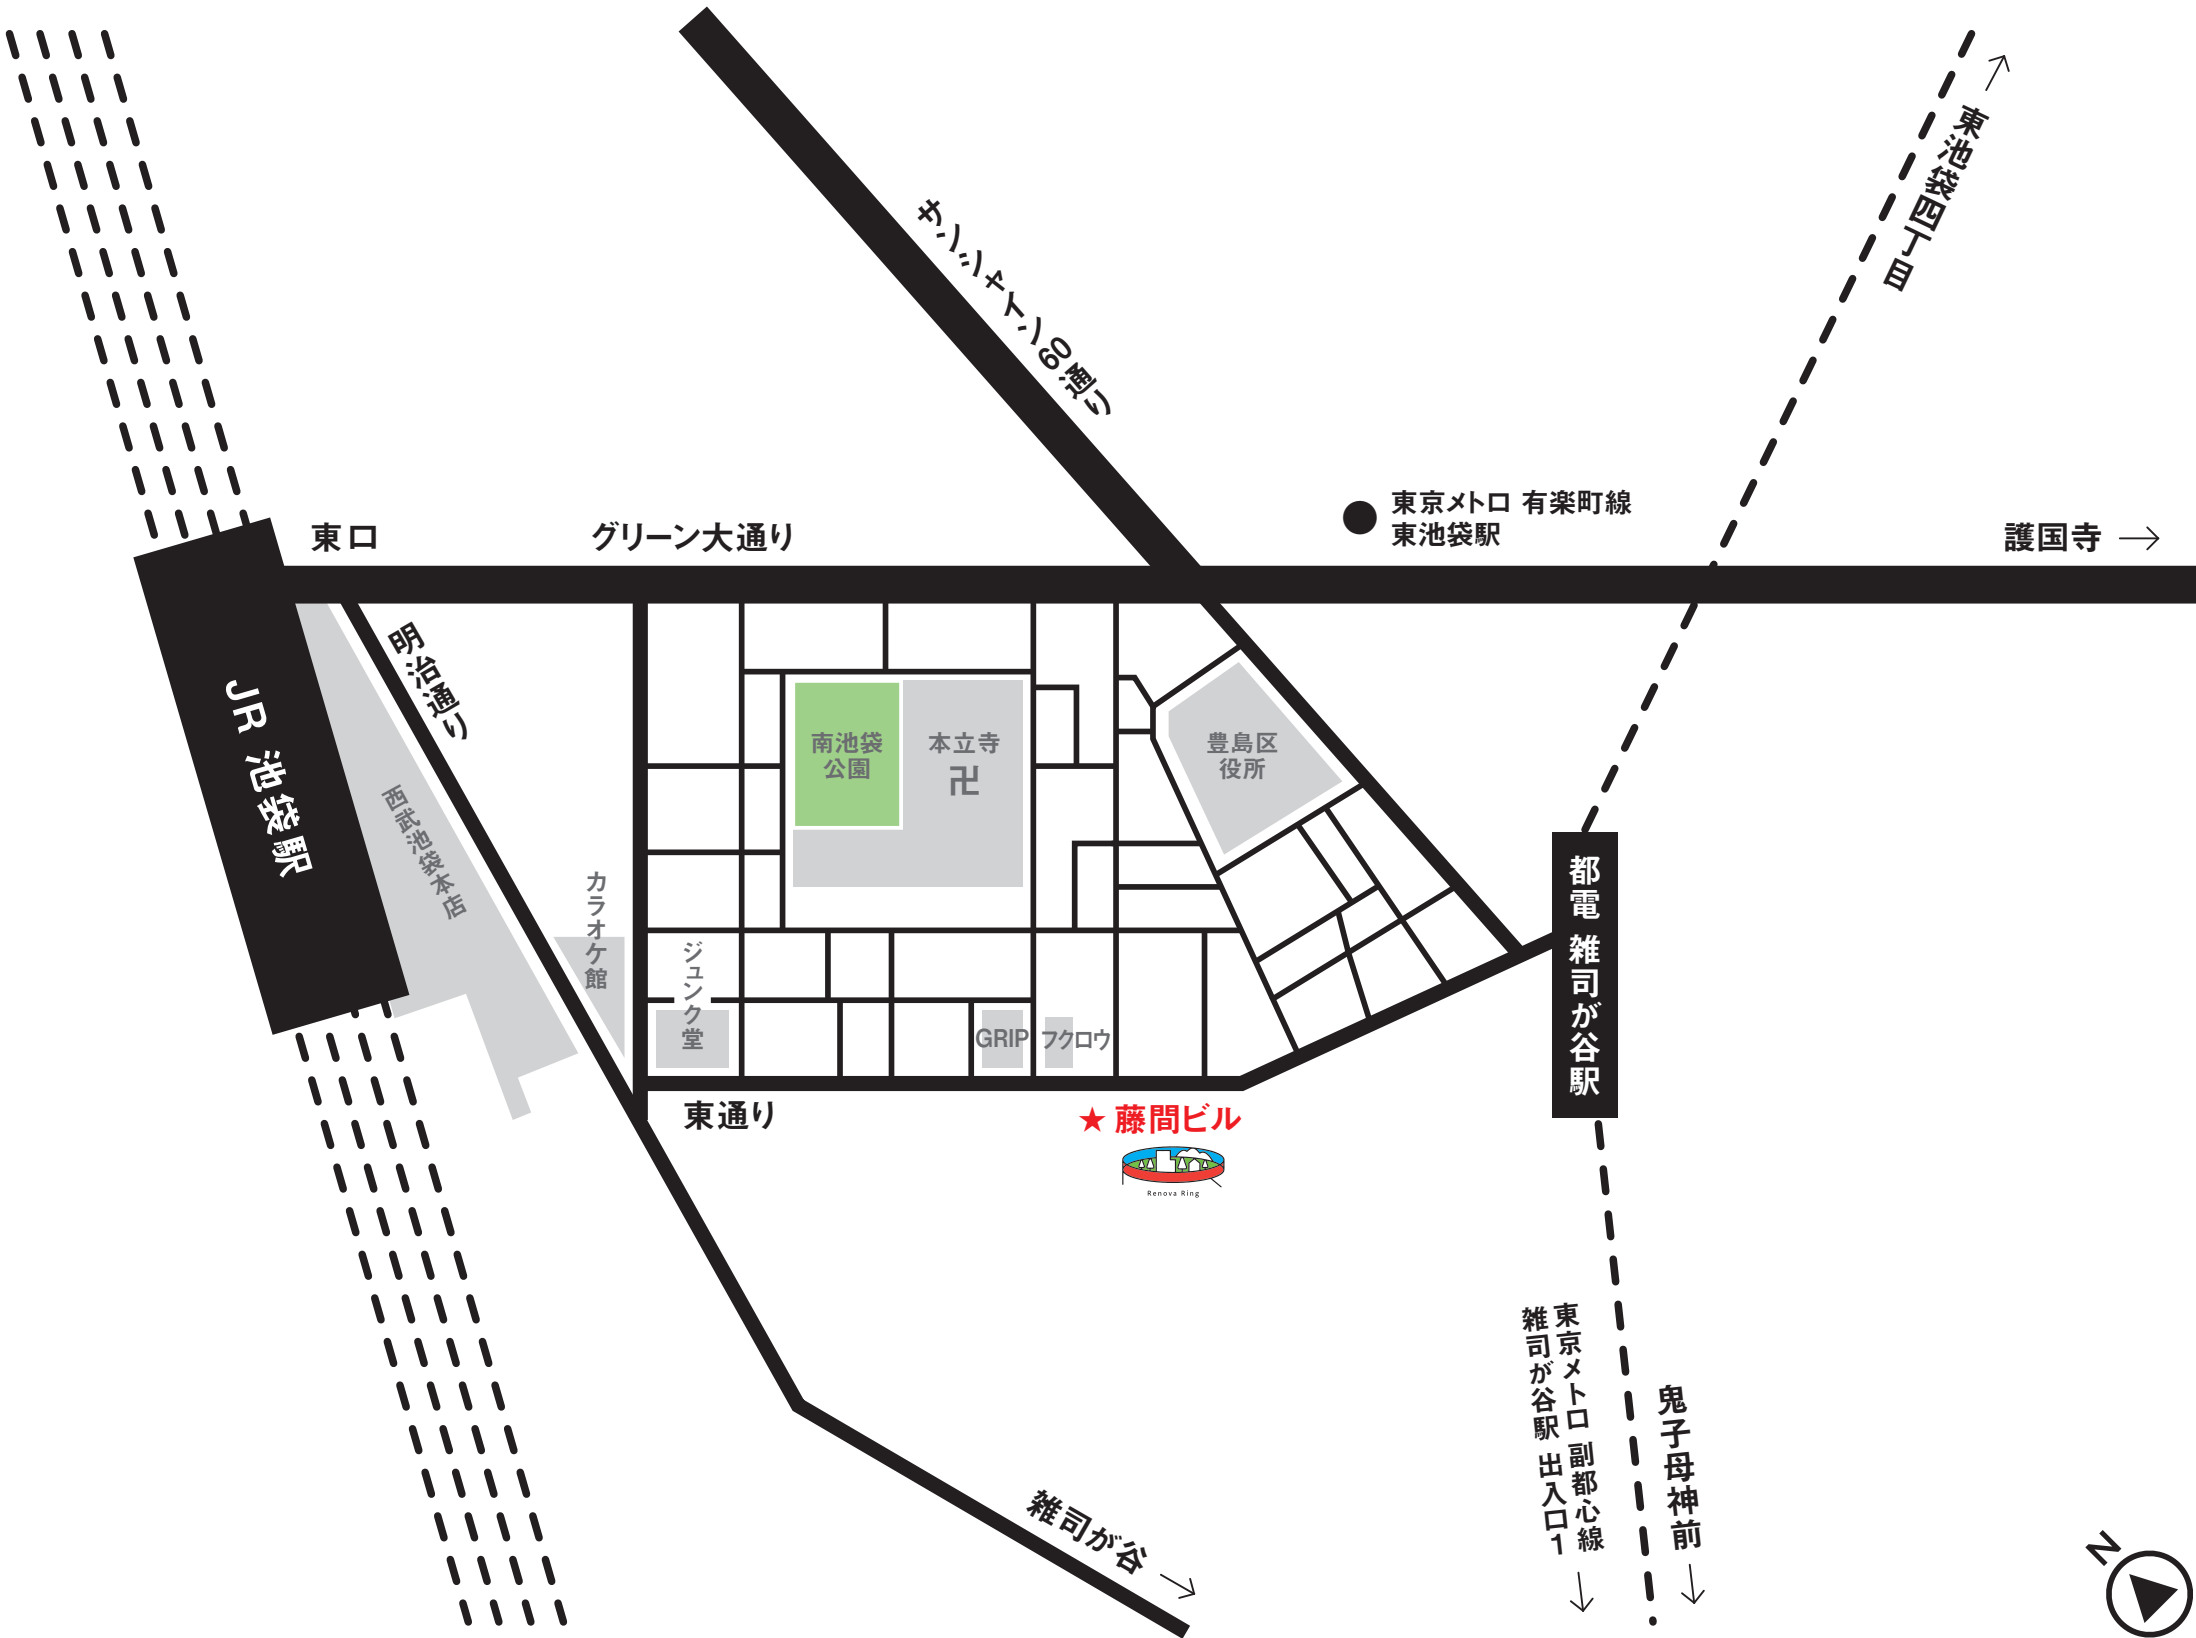 サンシャイン60通り
東池袋四丁目
東口
グリーン大通り
東京メトロ 有楽町線
東池袋駅
護国寺
明治通り
JR 池袋駅
西武池袋本店
南池袋
公園
本立寺
卍
豊島区
役所
カラオケ館
ジュンク堂
GRIP
フクロウ
都電 雑司が谷駅
東通り
★ 藤間ビル
Renova Ring
東京メトロ 副都心線
雑司が谷駅 出入口1
鬼子母神前
雑司が谷
N